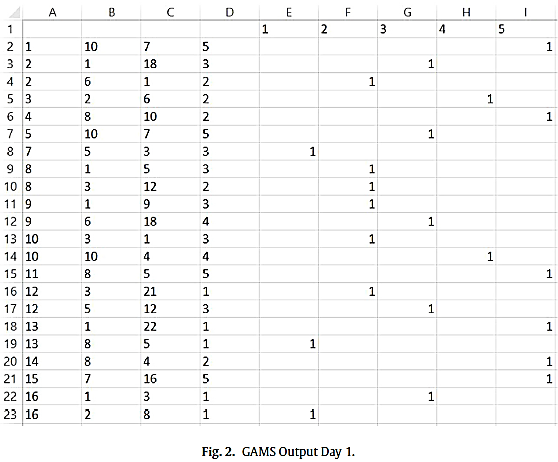 A B C D E F G H I
1 1 2 3 4 5
2 1 10 7 5 1
3 2 1 18 3 1
4 2 6 1 2 1
5 3 2 6 2 1
6 4 8 10 2 1
7 5 10 7 5 1
8 7 5 3 3 1
9 8 1 5 3 1
10 8 3 12 2 1
11 9 1 9 3 1
12 9 6 18 4 1
13 10 3 1 3 1
14 10 10 4 4 1
15 11 8 5 5 1
16 12 3 21 1 1
17 12 5 12 3 1
18 13 1 22 1 1
19 13 8 5 1 1
20 14 8 4 2 1
21 15 7 16 5 1
22 16 1 3 1 1
23 16 2 8 1 1
Fig. 2. GAMS Output Day 1.